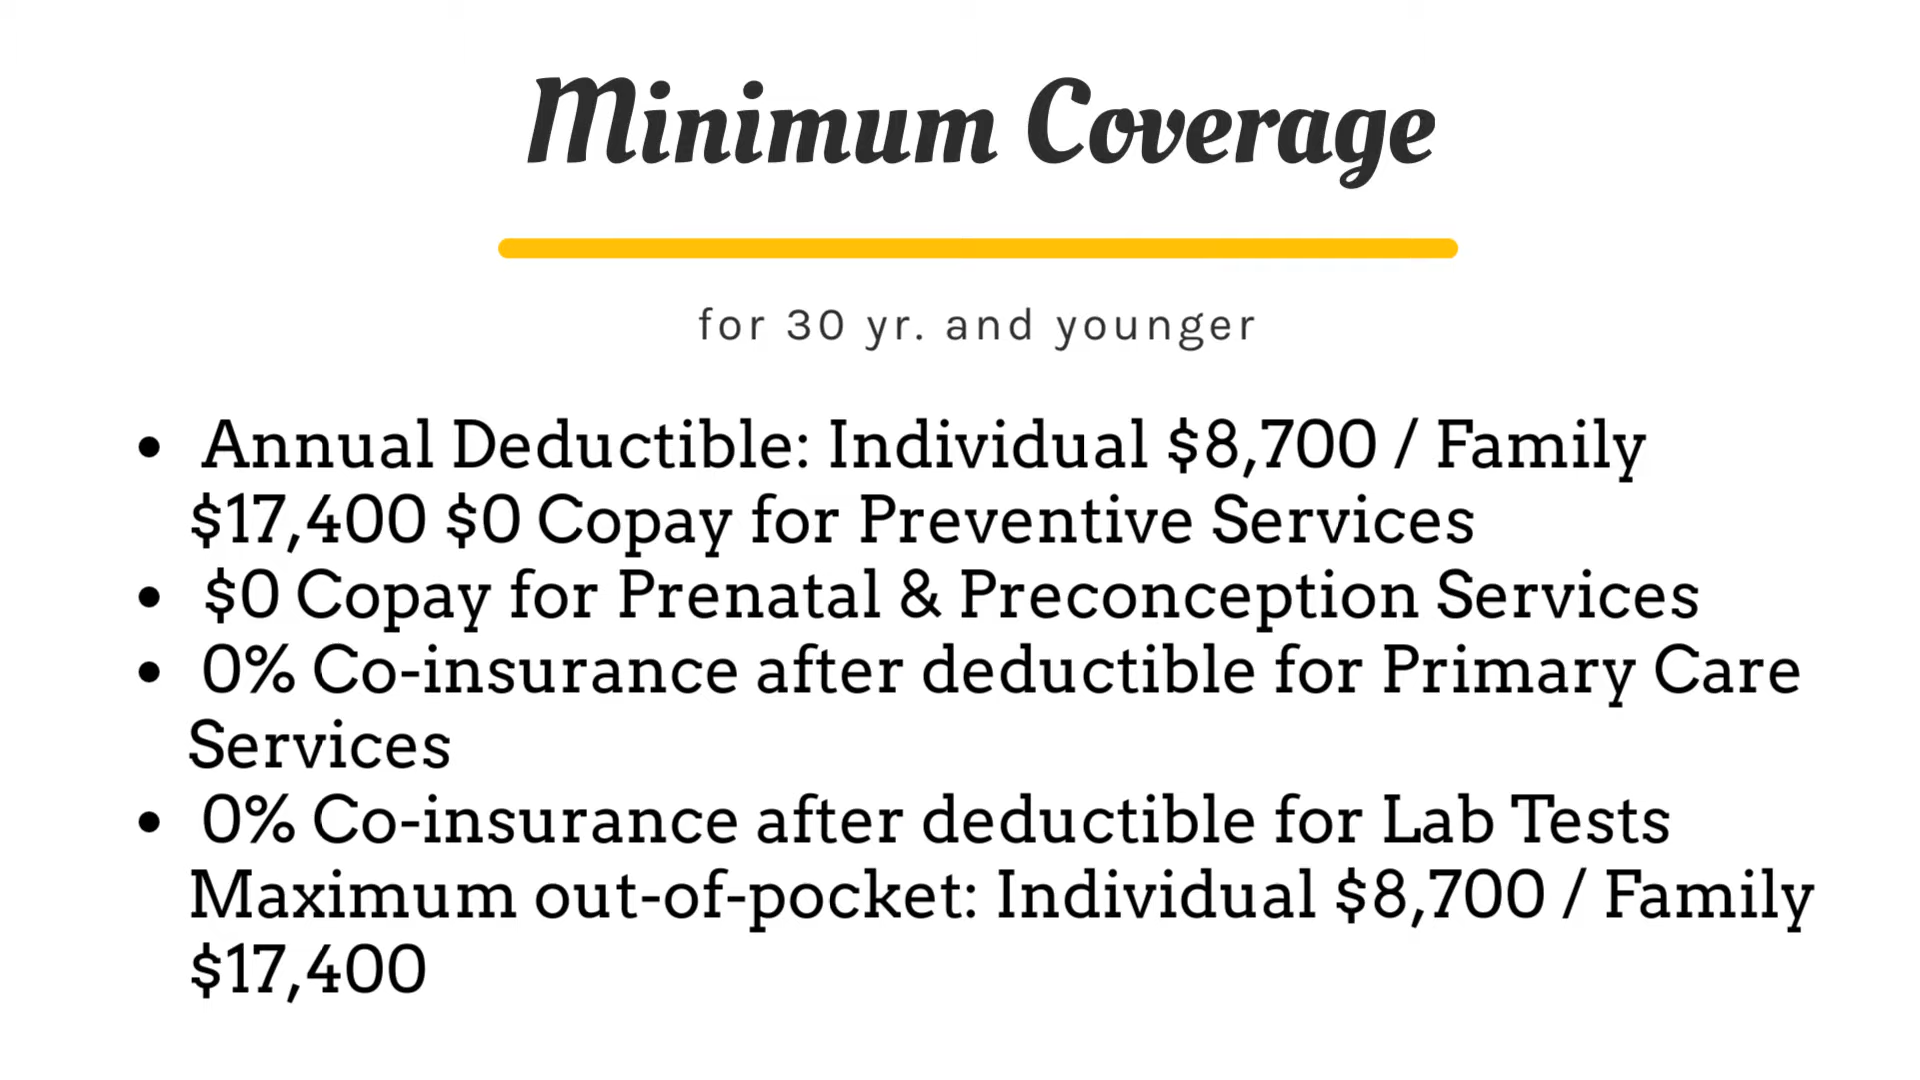 Minimum Coverage
for 30 yr. and younger
• Annual Deductible: Individual $8,700 / Family
$17,400 $0 Copay for Preventive Services
• $0 Copay for Prenatal & Preconception Services
• 0% Co-insurance after deductible for Primary Care
Services
• 0% Co-insurance after deductible for Lab Tests
Maximum out-of-pocket: Individual $8,700 / Family
$17,400